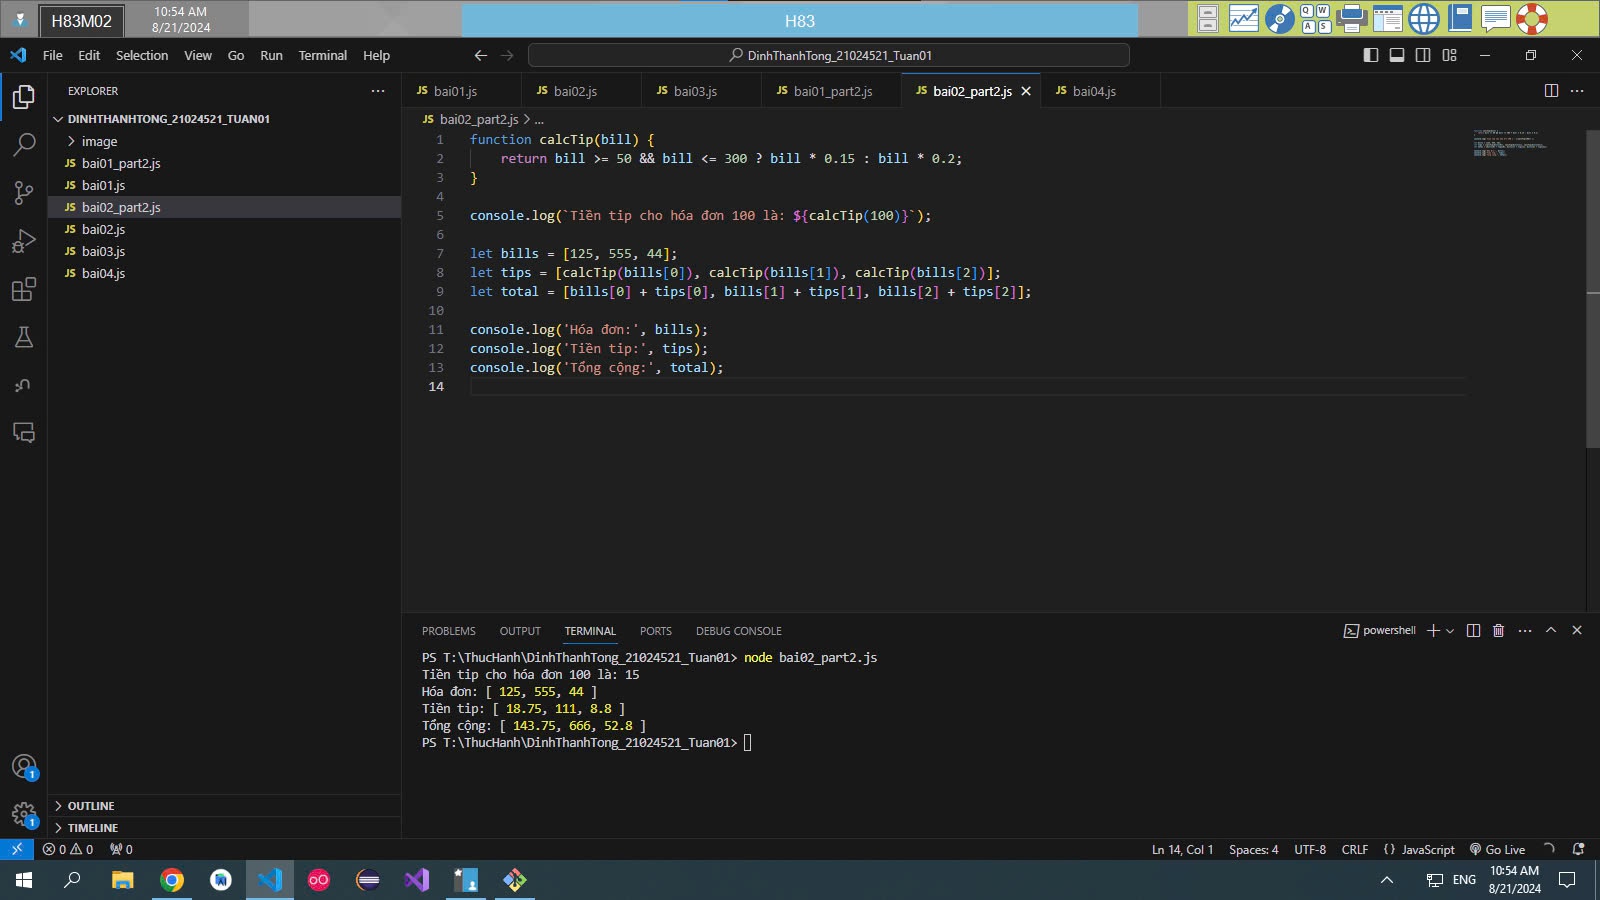 H83M02
10:54 AM
8/21/2024
H83
Q W
A S
File Edit Selection View Go Run Terminal Help
DinhThanhTong_21024521_Tuan01
EXPLORER
DINHTHANHTONG_21024521_TUAN01
image
JS bai01_part2.js
JS bai01.js
JS bai02_part2.js
JS bai02.js
JS bai03.js
JS bai04.js
OUTLINE
TIMELINE
JS bai01.js JS bai02.js JS bai03.js JS bai01_part2.js JS bai02_part2.js JS bai04.js
JS bai02_part2.js > ...
1 function calcTip(bill) {
2 return bill >= 50 && bill <= 300 ? bill * 0.15 : bill * 0.2;
3 }
4
5 console.log(`Tiền tip cho hóa đơn 100 là: ${calcTip(100)}`);
6
7 let bills = [125, 555, 44];
8 let tips = [calcTip(bills[0]), calcTip(bills[1]), calcTip(bills[2])];
9 let total = [bills[0] + tips[0], bills[1] + tips[1], bills[2] + tips[2]];
10
11 console.log('Hóa đơn:', bills);
12 console.log('Tiền tip:', tips);
13 console.log('Tổng cộng:', total);
14
PROBLEMS OUTPUT TERMINAL PORTS DEBUG CONSOLE
powershell
PS T:\ThucHanh\DinhThanhTong_21024521_Tuan01> node bai02_part2.js
Tiền tip cho hóa đơn 100 là: 15
Hóa đơn: [ 125, 555, 44 ]
Tiền tip: [ 18.75, 111, 8.8 ]
Tổng cộng: [ 143.75, 666, 52.8 ]
PS T:\ThucHanh\DinhThanhTong_21024521_Tuan01>
1
1
0 0 0
Ln 14, Col 1 Spaces: 4 UTF-8 CRLF {} JavaScript Go Live
ENG
10:54 AM
8/21/2024